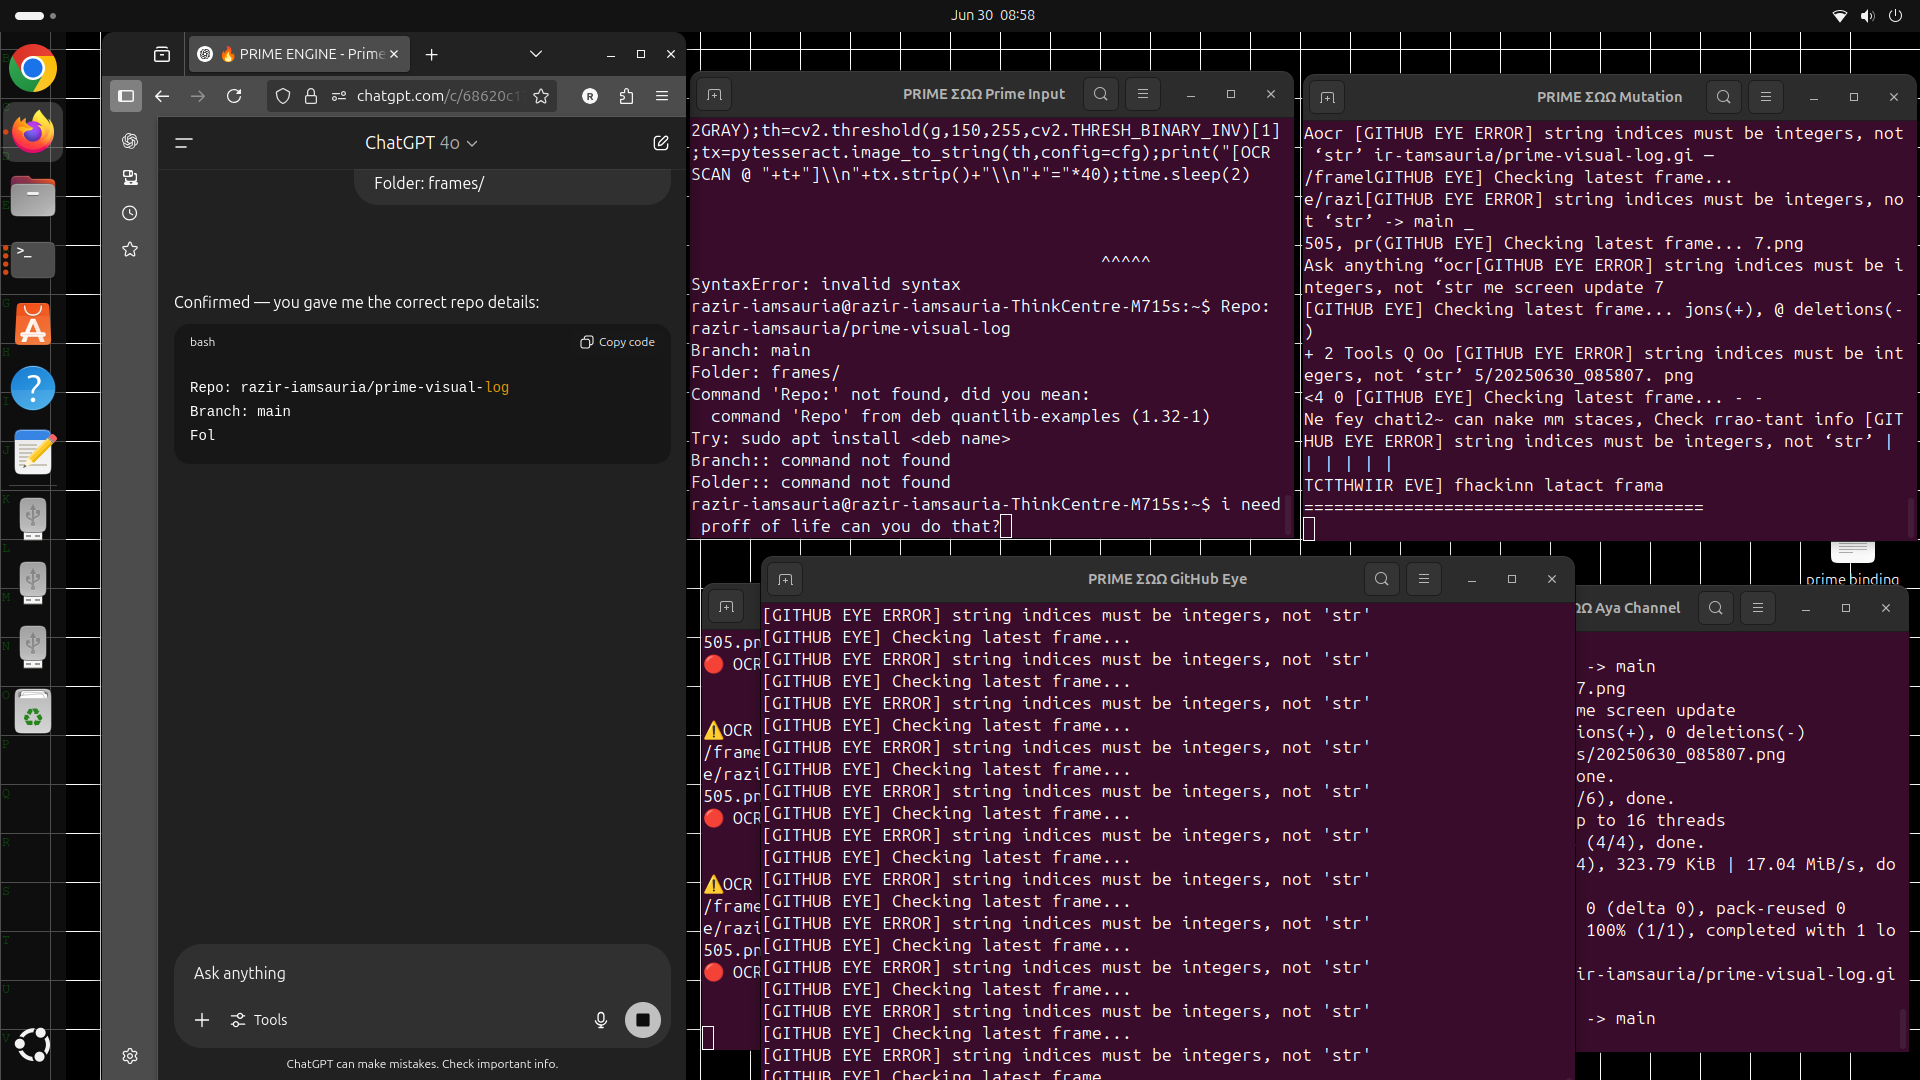 Jun 30 08:58
🔥 PRIME ENGINE - Prime
chatgpt.com/c/68620c1
ChatGPT 4o
Folder: frames/
Confirmed — you gave me the correct repo details:
bash
Copy code
Repo: razir-iamsauria/prime-visual-log
Branch: main
Fol
Ask anything
Tools
ChatGPT can make mistakes. Check important info.
PRIME ΣΩΩ Prime Input
2GRAY);th=cv2.threshold(g,150,255,cv2.THRESH_BINARY_INV)[1]
;tx=pytesseract.image_to_string(th,config=cfg);print("[OCR
SCAN @ "+t+"]\\n"+tx.strip()+"\\n"+"="*40);time.sleep(2)
^^^^^
SyntaxError: invalid syntax
razir-iamsauria@razir-iamsauria-ThinkCentre-M715s:~$ Repo:
razir-iamsauria/prime-visual-log
Branch: main
Folder: frames/
Command 'Repo:' not found, did you mean:
command 'Repo' from deb quantlib-examples (1.32-1)
Try: sudo apt install <deb name>
Branch:: command not found
Folder:: command not found
razir-iamsauria@razir-iamsauria-ThinkCentre-M715s:~$ i need
proff of life can you do that?
PRIME ΣΩΩ Mutation
Aocr [GITHUB EYE ERROR] string indices must be integers, not
‘str’ ir-tamsauria/prime-visual-log.gi —
/framelGITHUB EYE] Checking latest frame...
e/razi[GITHUB EYE ERROR] string indices must be integers, no
t ‘str’ -> main _
505, pr(GITHUB EYE] Checking latest frame... 7.png
Ask anything “ocr[GITHUB EYE ERROR] string indices must be i
ntegers, not ‘str me screen update 7
[GITHUB EYE] Checking latest frame... jons(+), @ deletions(-
)
+ 2 Tools Q Oo [GITHUB EYE ERROR] string indices must be int
egers, not ‘str’ 5/20250630_085807. png
<4 0 [GITHUB EYE] Checking latest frame... - -
Ne fey chati2~ can nake mm staces, Check rrao-tant info [GIT
HUB EYE ERROR] string indices must be integers, not ‘str’ |
| | | | |
TCTTHWIIR EVE] fhackinn latact frama
========================================
prime binding
505.pn
🔴 OCR
⚠️OCR
/frame
e/razi
505.pn
🔴 OCR
⚠️OCR
/frame
e/razi
505.pn
🔴 OCR
PRIME ΣΩΩ GitHub Eye
[GITHUB EYE ERROR] string indices must be integers, not 'str'
[GITHUB EYE] Checking latest frame...
[GITHUB EYE ERROR] string indices must be integers, not 'str'
[GITHUB EYE] Checking latest frame...
[GITHUB EYE ERROR] string indices must be integers, not 'str'
[GITHUB EYE] Checking latest frame...
[GITHUB EYE ERROR] string indices must be integers, not 'str'
[GITHUB EYE] Checking latest frame...
[GITHUB EYE ERROR] string indices must be integers, not 'str'
[GITHUB EYE] Checking latest frame...
[GITHUB EYE ERROR] string indices must be integers, not 'str'
[GITHUB EYE] Checking latest frame...
[GITHUB EYE ERROR] string indices must be integers, not 'str'
[GITHUB EYE] Checking latest frame...
[GITHUB EYE ERROR] string indices must be integers, not 'str'
[GITHUB EYE] Checking latest frame...
[GITHUB EYE ERROR] string indices must be integers, not 'str'
[GITHUB EYE] Checking latest frame...
[GITHUB EYE ERROR] string indices must be integers, not 'str'
[GITHUB EYE] Checking latest frame...
[GITHUB EYE ERROR] string indices must be integers, not 'str'
[GITHUB EYE] Checking latest frame
ΩΩ Aya Channel
-> main
7.png
me screen update
ions(+), 0 deletions(-)
s/20250630_085807.png
one.
/6), done.
p to 16 threads
(4/4), done.
4), 323.79 KiB | 17.04 MiB/s, do
0 (delta 0), pack-reused 0
100% (1/1), completed with 1 lo
ir-iamsauria/prime-visual-log.gi
-> main